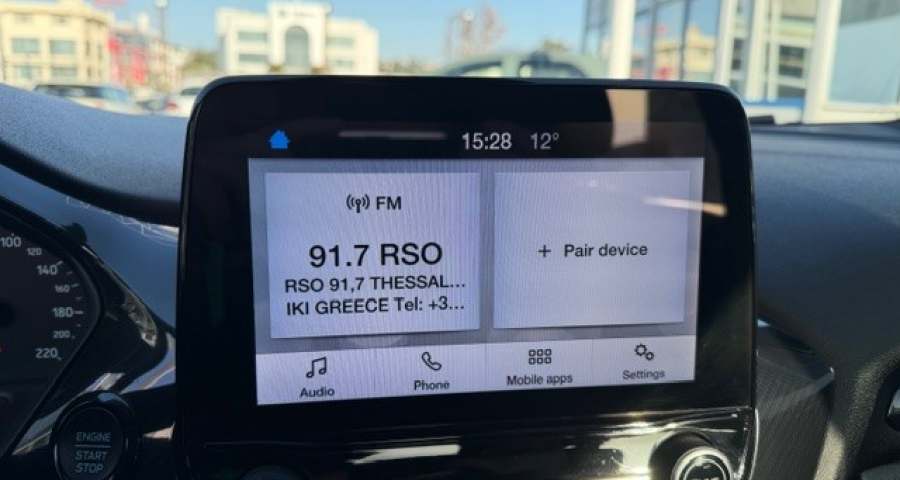 15:28 12°
FM
91.7 RSO
RSO 91,7 THESSAL...
IKI GREECE Tel: +3...
+ Pair device
Audio
Phone
Mobile apps
Settings
100
120
140
160
180
200
220
ENGINE
START
STOP